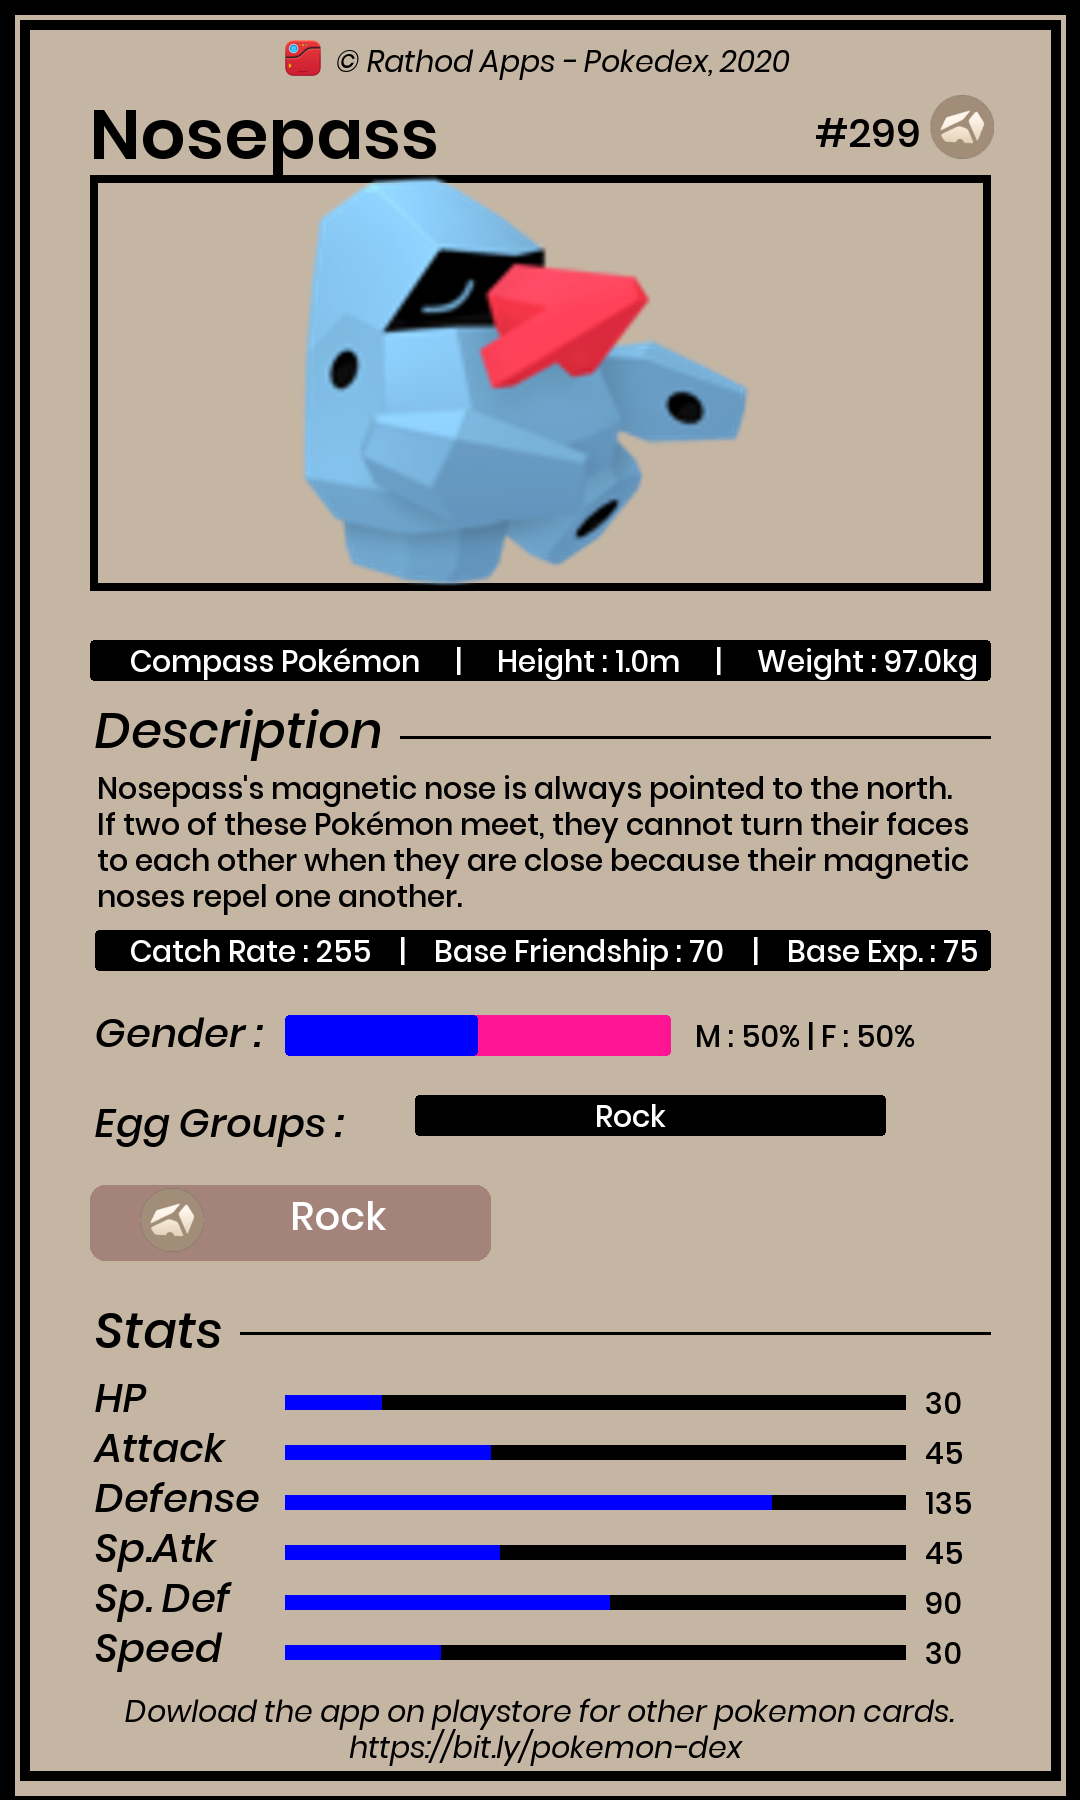 © Rathod Apps - Pokedex, 2020
Nosepass #299
Compass Pokémon | Height : 1.0m | Weight : 97.0kg
Description
Nosepass's magnetic nose is always pointed to the north.
If two of these Pokémon meet, they cannot turn their faces
to each other when they are close because their magnetic
noses repel one another.
Catch Rate : 255 | Base Friendship : 70 | Base Exp. : 75
Gender : M : 50% | F : 50%
Egg Groups : Rock
Rock
Stats
HP 30
Attack 45
Defense 135
Sp.Atk 45
Sp. Def 90
Speed 30
Dowload the app on playstore for other pokemon cards.
https://bit.ly/pokemon-dex